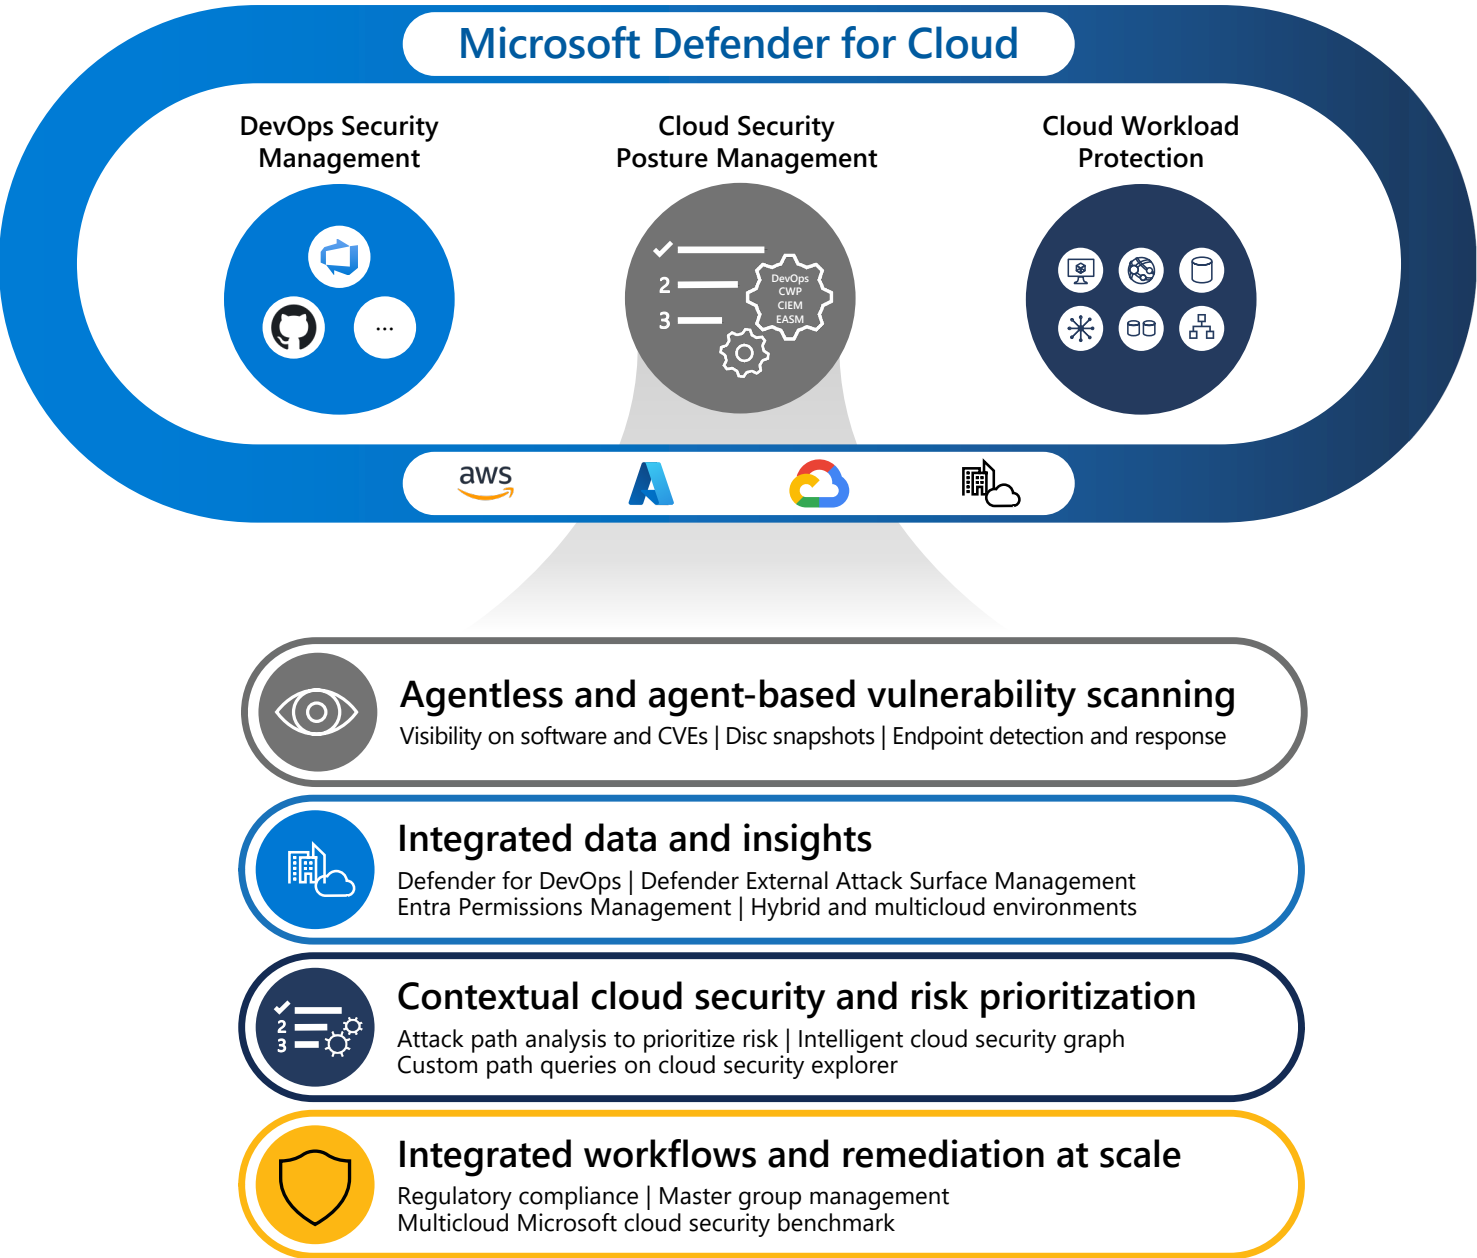 Microsoft Defender for Cloud
DevOps Security
Management
Cloud Security
Posture Management
Cloud Workload
Protection
2
3
DevOps
CWP
CIEM
EASM
...
aws
Agentless and agent-based vulnerability scanning
Visibility on software and CVEs | Disc snapshots | Endpoint detection and response
Integrated data and insights
Defender for DevOps | Defender External Attack Surface Management
Entra Permissions Management | Hybrid and multicloud environments
Contextual cloud security and risk prioritization
2
3
Attack path analysis to prioritize risk | Intelligent cloud security graph
Custom path queries on cloud security explorer
Integrated workflows and remediation at scale
Regulatory compliance | Master group management
Multicloud Microsoft cloud security benchmark